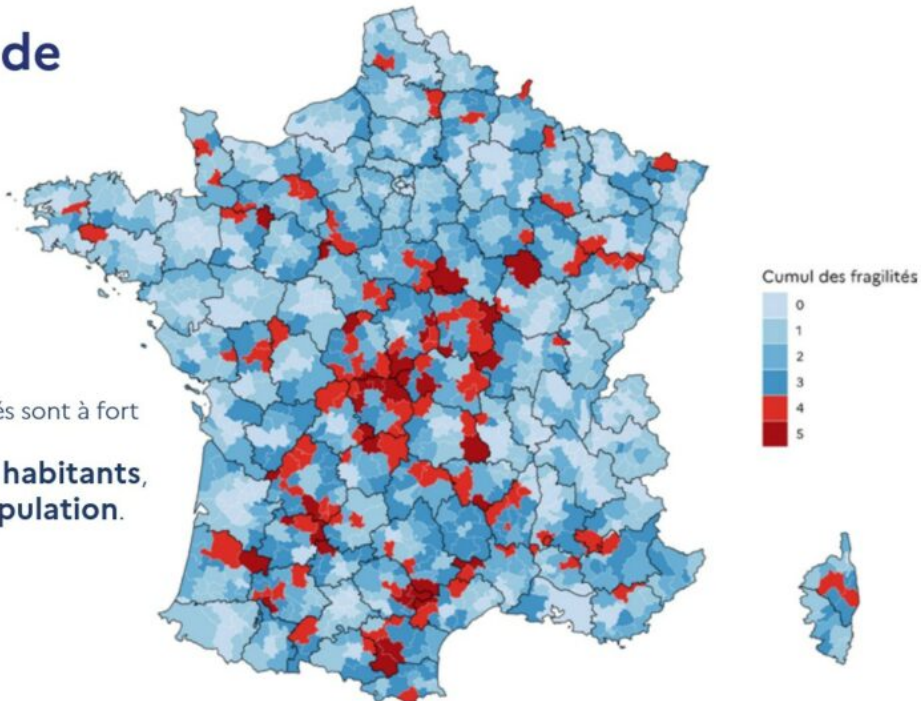 de
és sont à fort
habitants,
pulation.
Cumul des fragilités
0
1
2
3
4
5